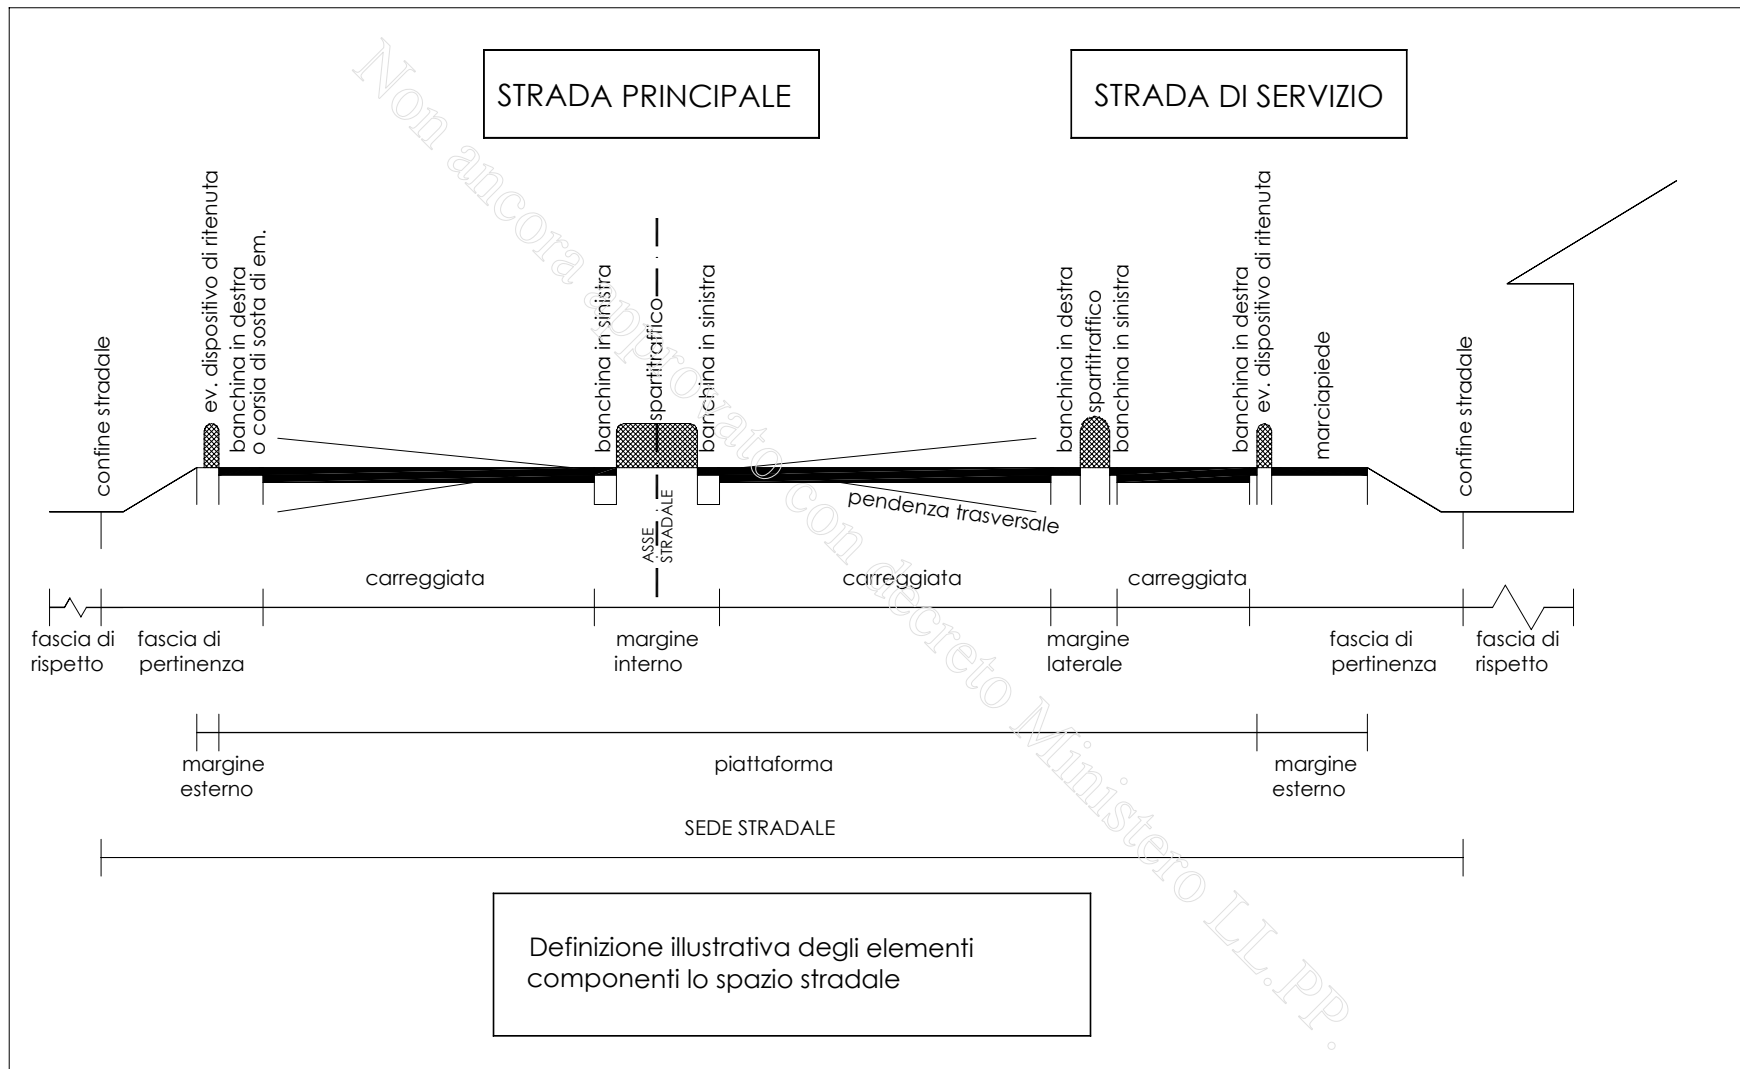 STRADA PRINCIPALE
STRADA DI SERVIZIO
Non ancora approvato con decreto Ministero LL.PP.
confine stradale
ev. dispositivo di ritenuta
banchina in destra
o corsia di sosta di em.
banchina in sinistra
spartitraffico
banchina in sinistra
banchina in destra
spartitraffico
banchina in sinistra
banchina in destra
ev. dispositivo di ritenuta
marciapiede
confine stradale
pendenza trasversale
ASSE
STRADALE
carreggiata
carreggiata
carreggiata
fascia di
rispetto
fascia di
pertinenza
margine
interno
margine
laterale
fascia di
pertinenza
fascia di
rispetto
margine
esterno
piattaforma
margine
esterno
SEDE STRADALE
Definizione illustrativa degli elementi
componenti lo spazio stradale